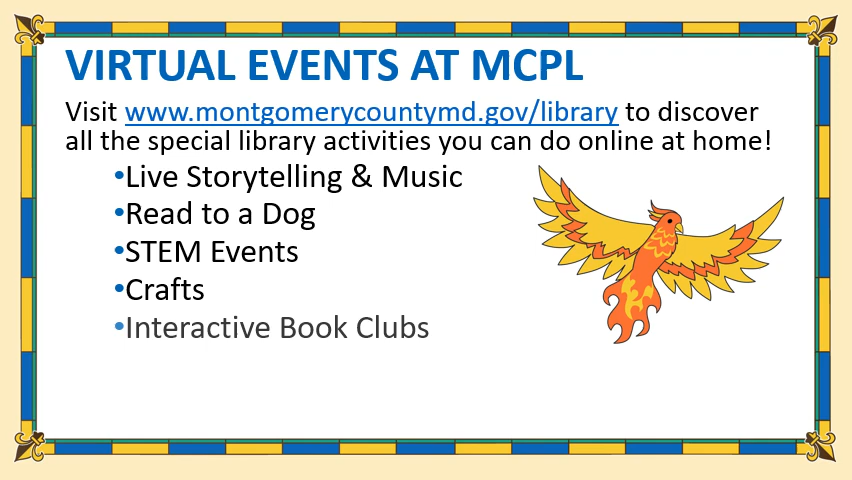 VIRTUAL EVENTS AT MCPL
Visit www.montgomerycountymd.gov/library to discover
all the special library activities you can do online at home!
•Live Storytelling & Music
•Read to a Dog
•STEM Events
•Crafts
•Interactive Book Clubs